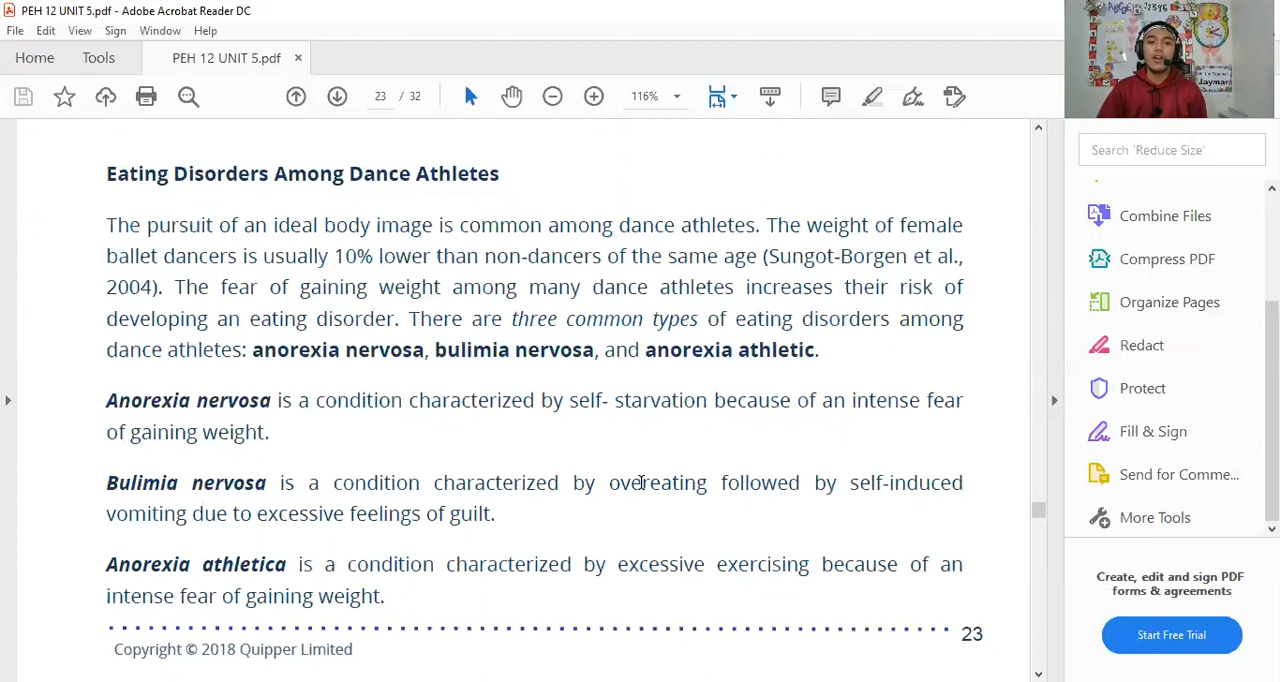 PEH 12 UNIT 5.pdf - Adobe Acrobat Reader DC
File Edit View Sign Window Help
Home Tools PEH 12 UNIT 5.pdf ×
23 / 32 116%
Jaymar
Search 'Reduce Size'
Combine Files
Compress PDF
Organize Pages
Redact
Protect
Fill & Sign
Send for Comme...
More Tools
Create, edit and sign PDF
forms & agreements
Start Free Trial
Eating Disorders Among Dance Athletes
The pursuit of an ideal body image is common among dance athletes. The weight of female
ballet dancers is usually 10% lower than non-dancers of the same age (Sungot-Borgen et al.,
2004). The fear of gaining weight among many dance athletes increases their risk of
developing an eating disorder. There are three common types of eating disorders among
dance athletes: anorexia nervosa, bulimia nervosa, and anorexia athletic.
Anorexia nervosa is a condition characterized by self- starvation because of an intense fear
of gaining weight.
Bulimia nervosa is a condition characterized by overeating followed by self-induced
vomiting due to excessive feelings of guilt.
Anorexia athletica is a condition characterized by excessive exercising because of an
intense fear of gaining weight.
23
Copyright © 2018 Quipper Limited